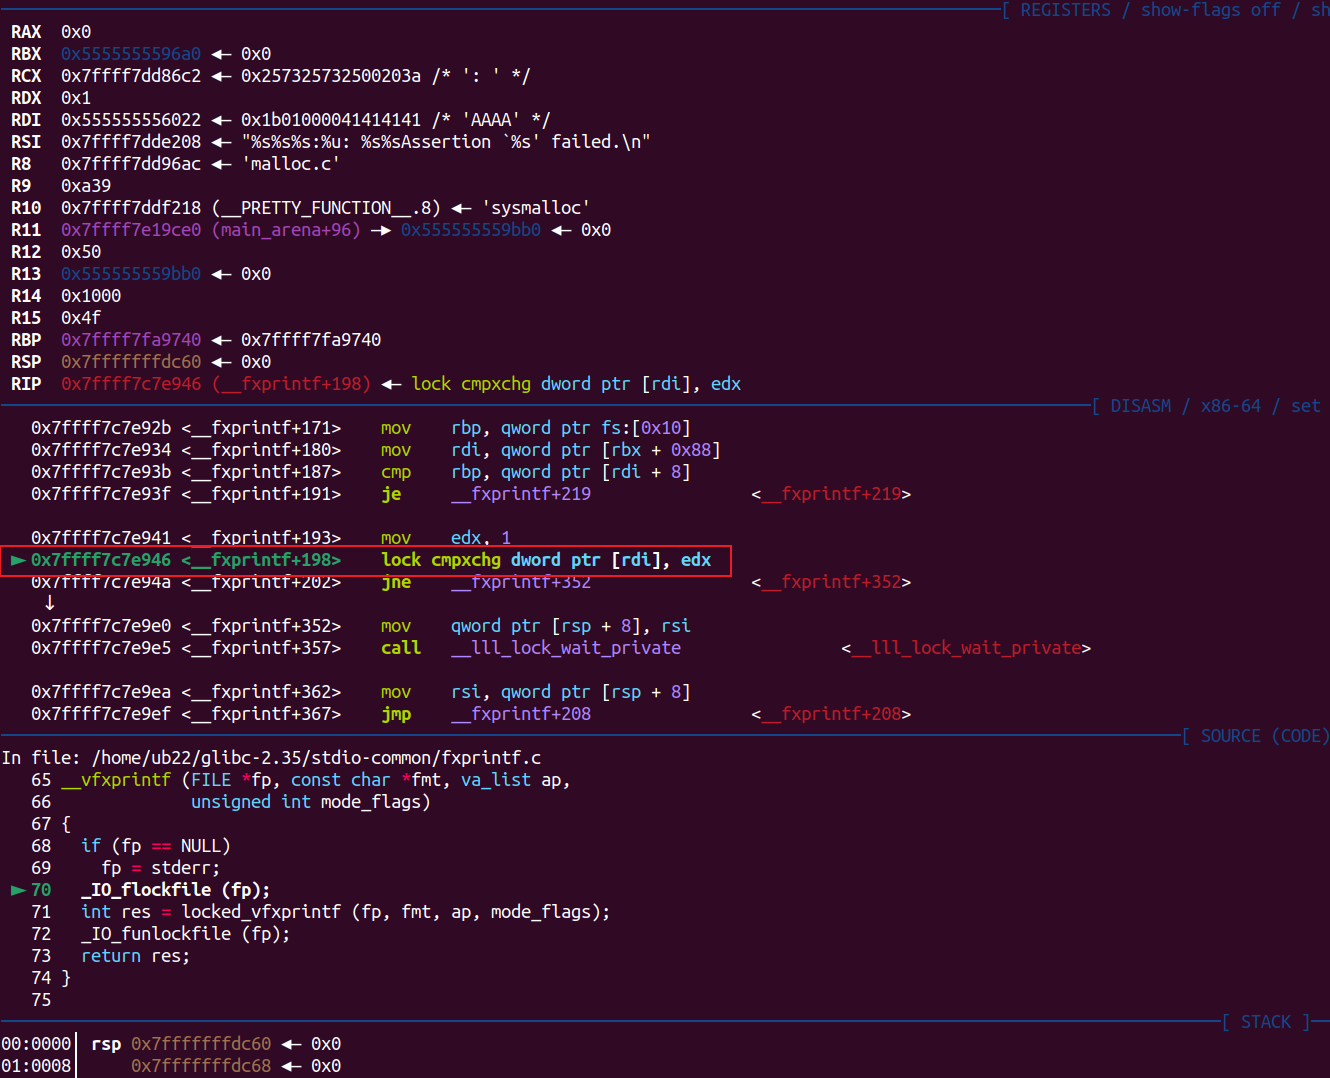 [ REGISTERS / show-flags off / sh
RAX 0x0
RBX 0x5555555596a0 ◂— 0x0
RCX 0x7ffff7dd86c2 ◂— 0x257325732500203a /* ': ' */
RDX 0x1
RDI 0x555555556022 ◂— 0x1b01000041414141 /* 'AAAA' */
RSI 0x7ffff7dde208 ◂— "%s%s%s:%u: %s%sAssertion `%s' failed.\n"
R8 0x7ffff7dd96ac ◂— 'malloc.c'
R9 0xa39
R10 0x7ffff7ddf218 (__PRETTY_FUNCTION__.8) ◂— 'sysmalloc'
R11 0x7ffff7e19ce0 (main_arena+96) —▸ 0x555555559bb0 ◂— 0x0
R12 0x50
R13 0x555555559bb0 ◂— 0x0
R14 0x1000
R15 0x4f
RBP 0x7ffff7fa9740 ◂— 0x7ffff7fa9740
RSP 0x7fffffffdc60 ◂— 0x0
RIP 0x7ffff7c7e946 (__fxprintf+198) ◂— lock cmpxchg dword ptr [rdi], edx
[ DISASM / x86-64 / set
0x7ffff7c7e92b <__fxprintf+171> mov rbp, qword ptr fs:[0x10]
0x7ffff7c7e934 <__fxprintf+180> mov rdi, qword ptr [rbx + 0x88]
0x7ffff7c7e93b <__fxprintf+187> cmp rbp, qword ptr [rdi + 8]
0x7ffff7c7e93f <__fxprintf+191> je __fxprintf+219 <__fxprintf+219>
0x7ffff7c7e941 <__fxprintf+193> mov edx, 1
► 0x7ffff7c7e946 <__fxprintf+198> lock cmpxchg dword ptr [rdi], edx
0x7ffff7c7e94a <__fxprintf+202> jne __fxprintf+352 <__fxprintf+352>
↓
0x7ffff7c7e9e0 <__fxprintf+352> mov qword ptr [rsp + 8], rsi
0x7ffff7c7e9e5 <__fxprintf+357> call __lll_lock_wait_private <__lll_lock_wait_private>
0x7ffff7c7e9ea <__fxprintf+362> mov rsi, qword ptr [rsp + 8]
0x7ffff7c7e9ef <__fxprintf+367> jmp __fxprintf+208 <__fxprintf+208>
[ SOURCE (CODE)
In file: /home/ub22/glibc-2.35/stdio-common/fxprintf.c
65 __vfxprintf (FILE *fp, const char *fmt, va_list ap,
66 unsigned int mode_flags)
67 {
68 if (fp == NULL)
69 fp = stderr;
► 70 _IO_flockfile (fp);
71 int res = locked_vfxprintf (fp, fmt, ap, mode_flags);
72 _IO_funlockfile (fp);
73 return res;
74 }
75
[ STACK ]
00:0000│ rsp 0x7fffffffdc60 ◂— 0x0
01:0008│ 0x7fffffffdc68 ◂— 0x0